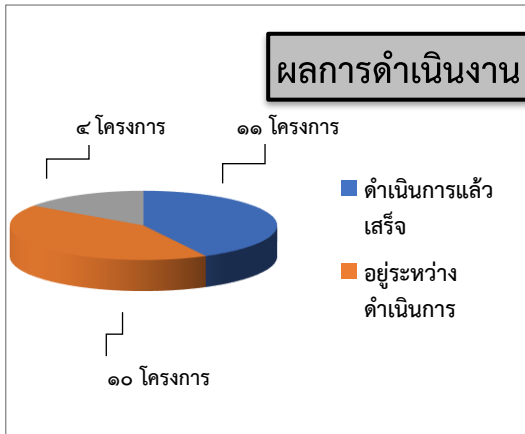 ผลการดำเนินงาน
๔ โครงการ
๑๑ โครงการ
ดำเนินการแล้ว
เสร็จ
อยู่ระหว่าง
ดำเนินการ
๑๐ โครงการ